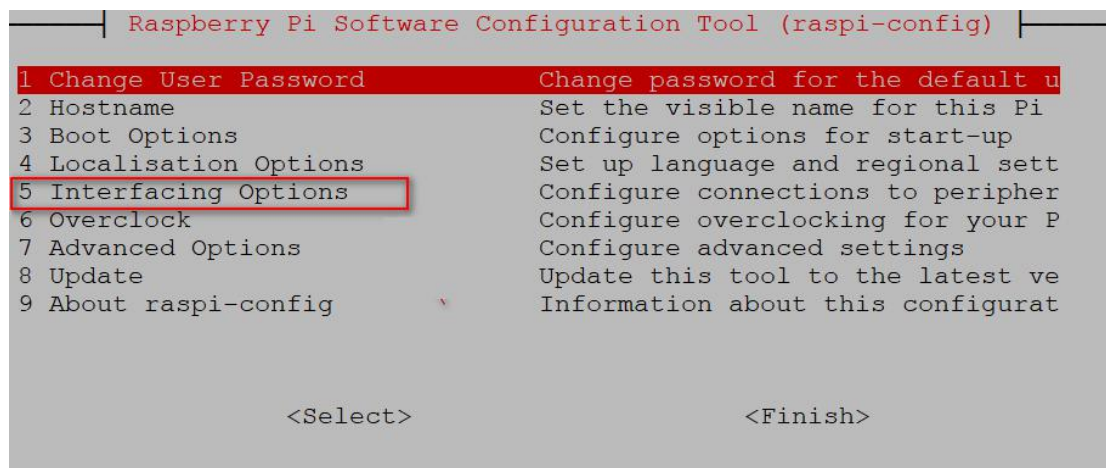 Raspberry Pi Software Configuration Tool (raspi-config)
1 Change User Password Change password for the default u
2 Hostname Set the visible name for this Pi
3 Boot Options Configure options for start-up
4 Localisation Options Set up language and regional sett
5 Interfacing Options Configure connections to peripher
6 Overclock Configure overclocking for your P
7 Advanced Options Configure advanced settings
8 Update Update this tool to the latest ve
9 About raspi-config Information about this configurat
<Select> <Finish>